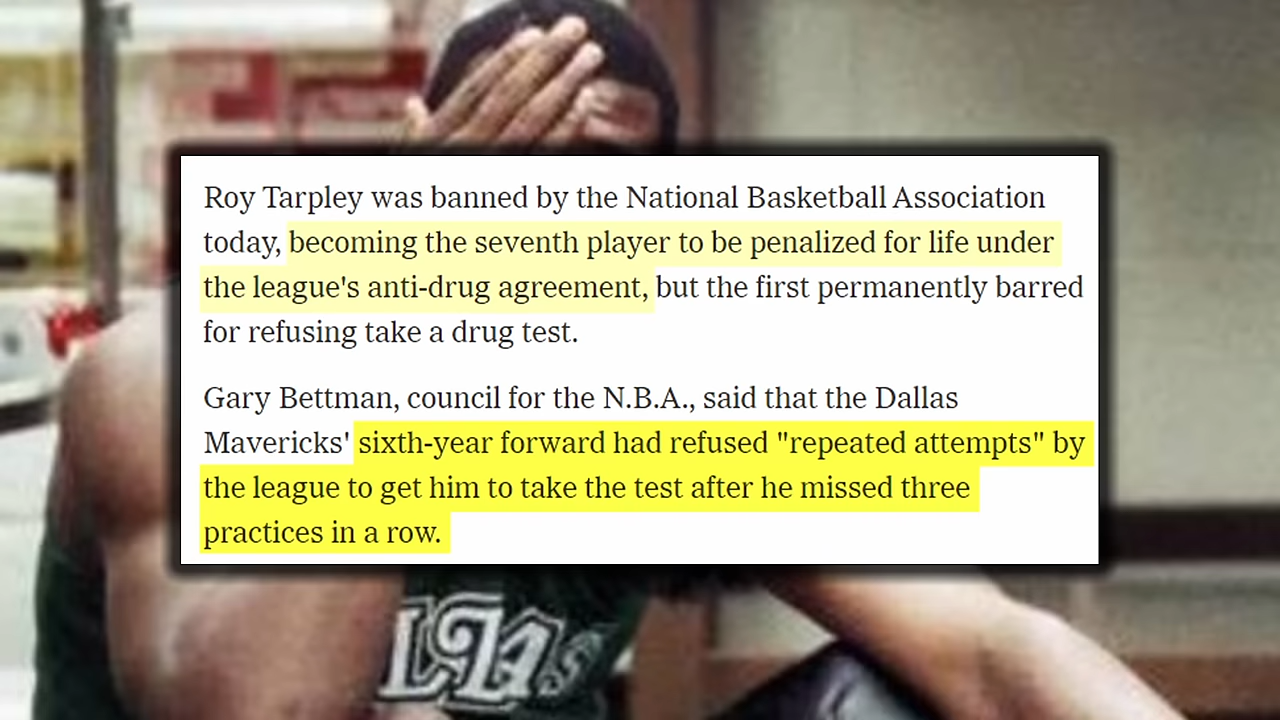 Roy Tarpley was banned by the National Basketball Association
today, becoming the seventh player to be penalized for life under
the league's anti-drug agreement, but the first permanently barred
for refusing take a drug test.
Gary Bettman, council for the N.B.A., said that the Dallas
Mavericks' sixth-year forward had refused "repeated attempts" by
the league to get him to take the test after he missed three
practices in a row.